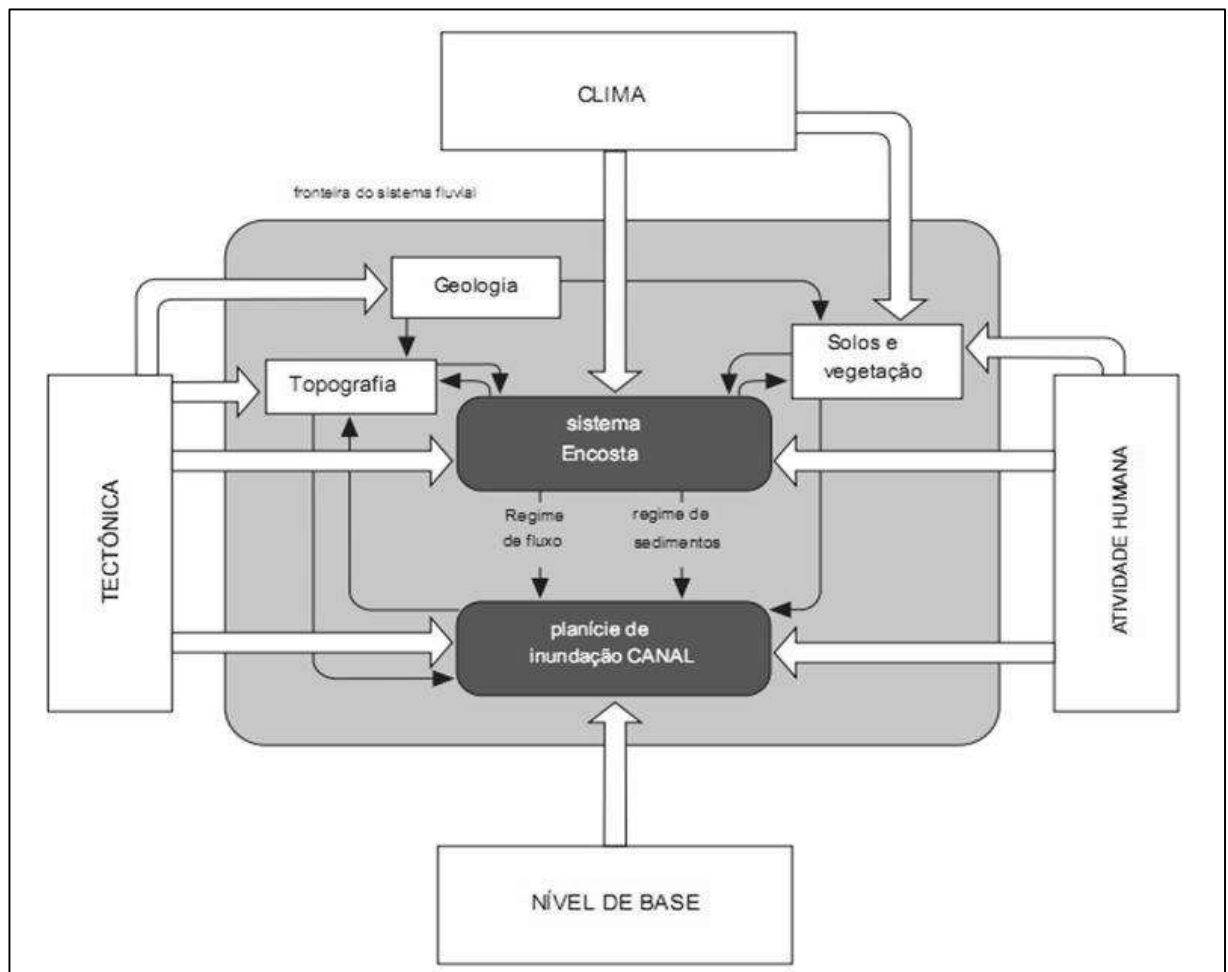 CLIMA
fronteira do sistema fluvial
Geologia
Solos e
vegetação
Topografia
sistema
Encosta
TECTÔNICA
ATIVIDADE HUMANA
Regime
de fluxo
regime de
sedimentos
planície de
inundação CANAL
NÍVEL DE BASE